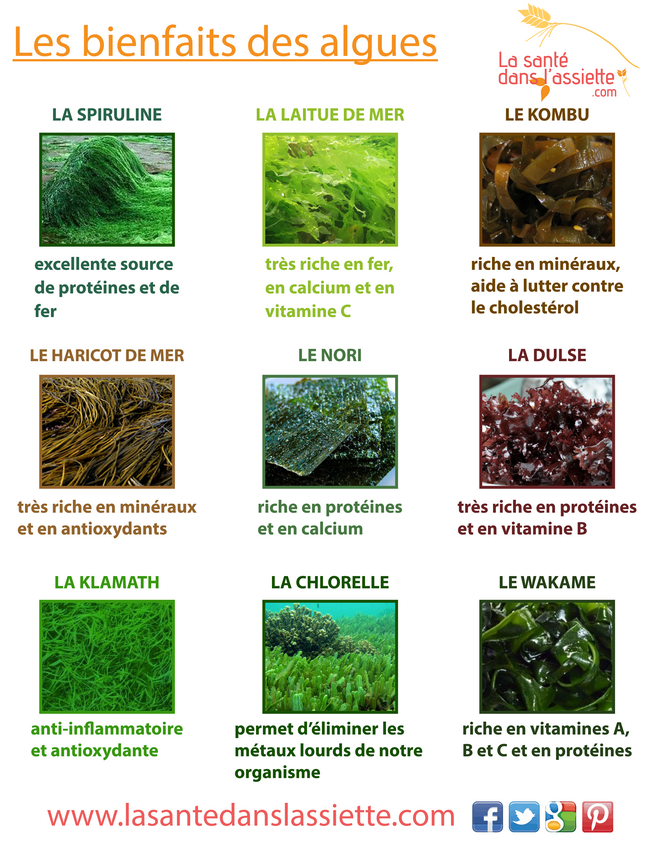 Les bienfaits des algues
La santé
dans l'assiette
.com
LA SPIRULINE
LA LAITUE DE MER
LE KOMBU
excellente source
de protéines et de
fer
très riche en fer,
en calcium et en
vitamine C
riche en minéraux,
aide à lutter contre
le cholestérol
LE HARICOT DE MER
LE NORI
LA DULSE
très riche en minéraux
et en antioxydants
riche en protéines
et en calcium
très riche en protéines
et en vitamine B
LA KLAMATH
LA CHLORELLE
LE WAKAME
anti-inflammatoire
et antioxydante
permet d'éliminer les
métaux lourds de notre
organisme
riche en vitamines A,
B et C et en protéines
www.lasantedanslassiette.com